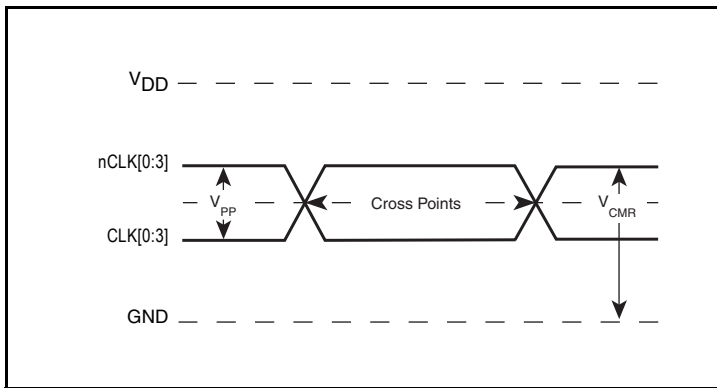 VDD
nCLK[0:3]
VPP
Cross Points
VCMR
CLK[0:3]
GND